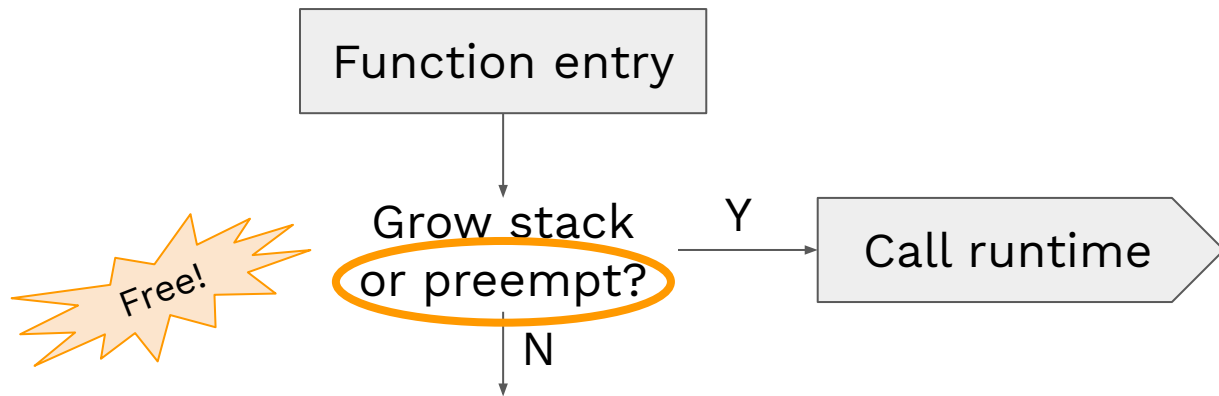 Function entry
Grow stack
or preempt?
Y
Call runtime
Free!
N